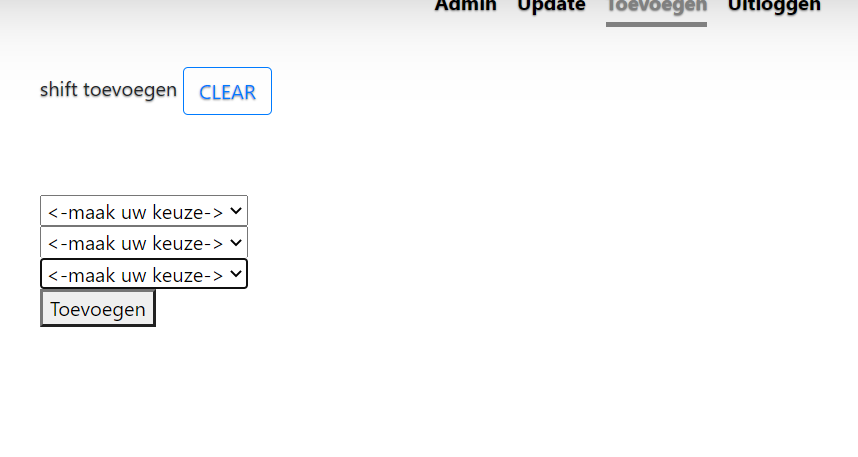 Admin Update Toevoegen Uitloggen
shift toevoegen CLEAR
<-maak uw keuze->
<-maak uw keuze->
<-maak uw keuze->
Toevoegen